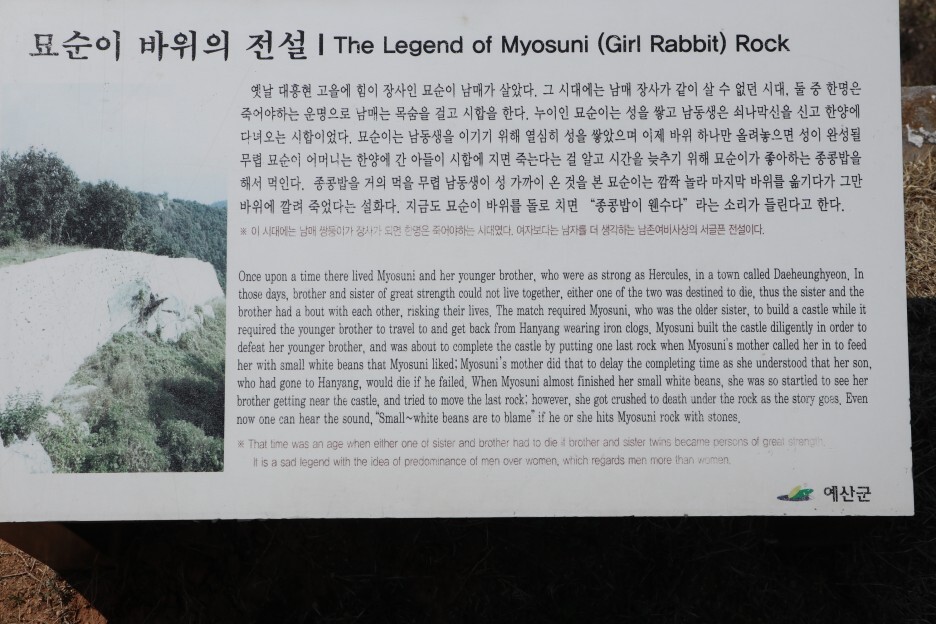 묘순이 바위의 전설 | The Legend of Myosuni (Girl Rabbit) Rock
옛날 대흥현 고을에 힘이 장사인 묘순이 남매가 살았다. 그 시대에는 남매 장사가 같이 살 수 없던 시대, 둘 중 한명은
죽어야하는 운명으로 남매는 목숨을 걸고 시합을 한다. 누이인 묘순이는 성을 쌓고 남동생은 쇠나막신을 신고 한양에
다녀오는 시합이었다. 묘순이는 남동생을 이기기 위해 열심히 성을 쌓았으며 이제 바위 하나만 올려놓으면 성이 완성될
무렵 묘순이 어머니는 한양에 간 아들이 시합에 지면 죽는다는 걸 알고 시간을 늦추기 위해 묘순이가 좋아하는 종콩밥을
해서 먹인다. 종콩밥을 거의 먹을 무렵 남동생이 성 가까이 온 것을 본 묘순이는 깜짝 놀라 마지막 바위를 옮기다가 그만
바위에 깔려 죽었다는 설화다. 지금도 묘순이 바위를 돌로 치면 “종콩밥이 웬수다” 라는 소리가 들린다고 한다.
※ 이 시대에는 남매 쌍둥이가 장사가 되면 한명은 죽어야하는 시대였다. 여자보다는 남자를 더 생각하는 남존여비사상의 서글픈 전설이다.
Once upon a time there lived Myosuni and her younger brother, who were as strong as Hercules, in a town called Daeheunghyeon. In
those days, brother and sister of great strength could not live together, either one of the two was destined to die, thus the sister and the
brother had a bout with each other, risking their lives. The match required Myosuni, who was the older sister, to build a castle while it
required the younger brother to travel to and get back from Hanyang wearing iron clogs. Myosuni built the castle diligently in order to
defeat her younger brother, and was about to complete the castle by putting one last rock when Myosuni's mother called her in to feed
her with small white beans that Myosuni liked; Myosuni's mother did that to delay the completing time as she understood that her son,
who had gone to Hanyang, would die if he failed. When Myosuni almost finished her small white beans, she was so startled to see her
brother getting near the castle, and tried to move the last rock; however, she got crushed to death under the rock as the story goes. Even
now one can hear the sound, "Small~white beans are to blame" if he or she hits Myosuni rock with stones.
※ That time was an age when either one of sister and brother had to die if brother and sister twins became persons of great strength.
It is a sad legend with the idea of predominance of men over women, which regards men more than women.
예산군